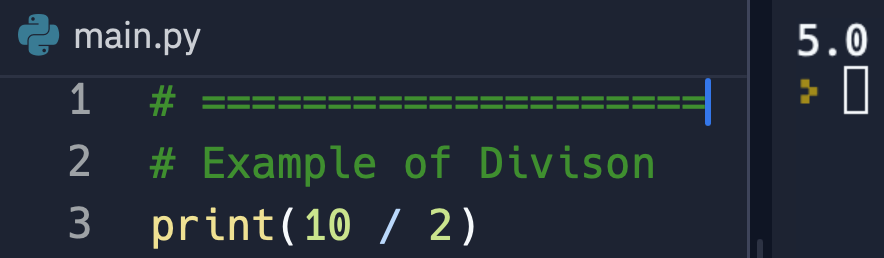 main.py
1 # ====================
2 # Example of Divison
3 print(10 / 2)
5.0